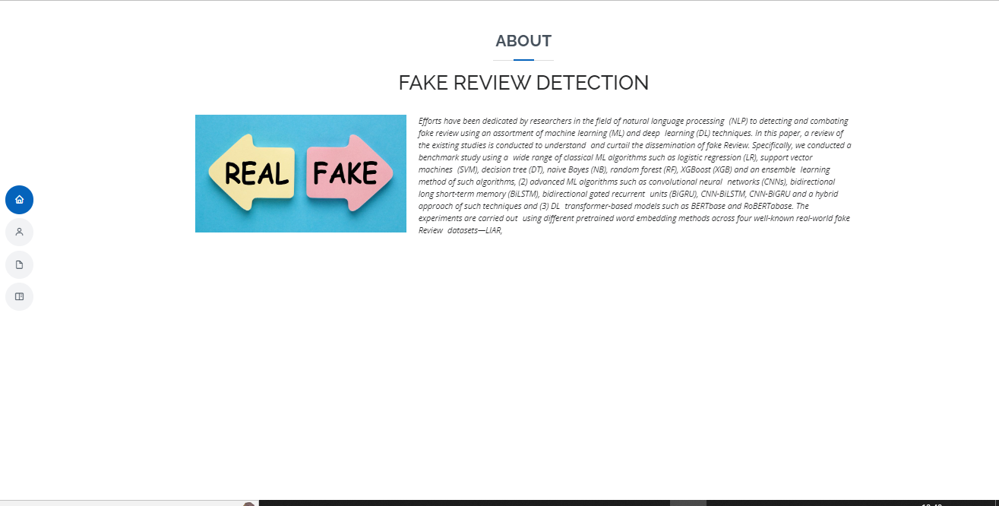 ABOUT
FAKE REVIEW DETECTION
REAL FAKE
Efforts have been dedicated by researchers in the field of natural language processing (NLP) to detecting and combating
fake review using an assortment of machine learning (ML) and deep learning (DL) techniques. In this paper, a review of
the existing studies is conducted to understand and curtail the dissemination of fake Review. Specifically, we conducted a
benchmark study using a wide range of classical ML algorithms such as logistic regression (LR), support vector
machines (SVM), decision tree (DT), naive Bayes (NB), random forest (RF), XGBoost (XGB) and an ensemble learning
method of such algorithms, (2) advanced ML algorithms such as convolutional neural networks (CNNs), bidirectional
long short-term memory (BiLSTM), bidirectional gated recurrent units (BiGRU), CNN-BiLSTM, CNN-BiGRU and a hybrid
approach of such techniques and (3) DL transformer-based models such as BERTbase and RoBERTabase. The
experiments are carried out using different pretrained word embedding methods across four well-known real-world fake
Review datasets—LIAR,